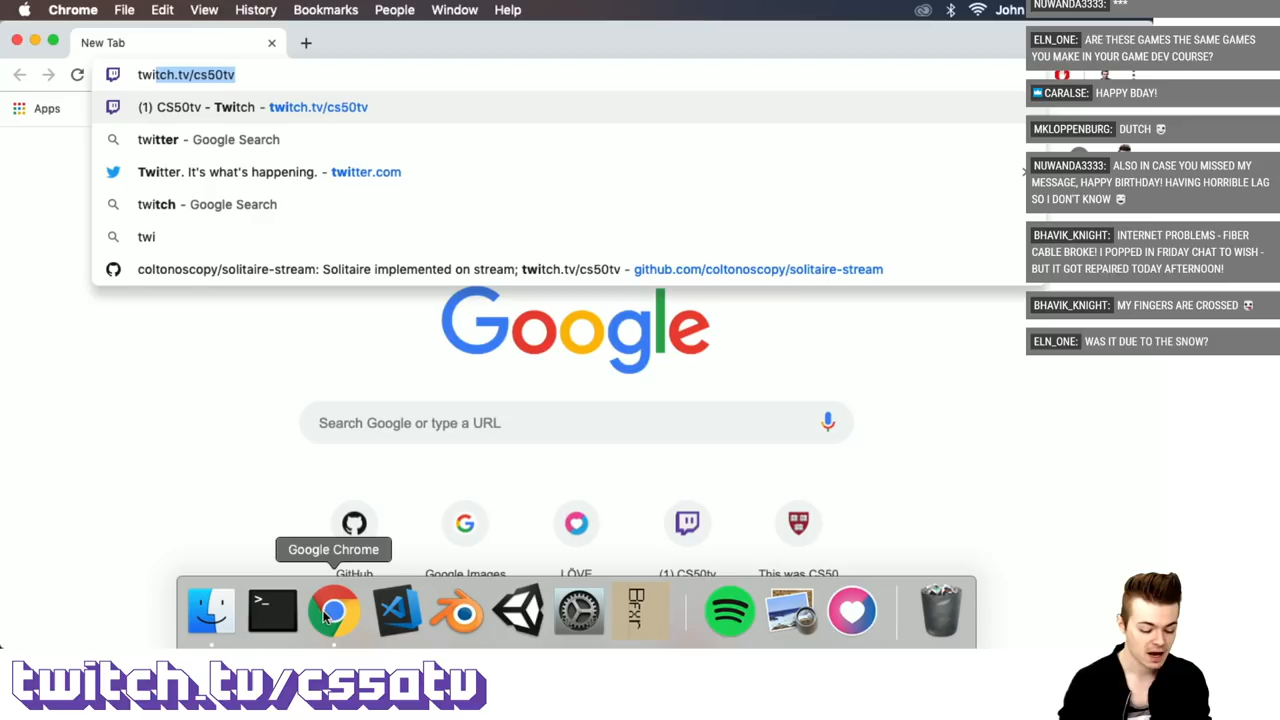 Chrome File Edit View History Bookmarks People Window Help John
New Tab
twitch.tv/cs50tv
(1) CS50tv - Twitch - twitch.tv/cs50tv
twitter - Google Search
Twitter. It's what's happening. - twitter.com
twitch - Google Search
twi
coltonoscopy/solitaire-stream: Solitaire implemented on stream; twitch.tv/cs50tv - github.com/coltonoscopy/solitaire-stream
Apps
Google
Search Google or type a URL
Google Chrome
GitHub Google Images LÖVE (1) CS50tv This was CS50
Bfxr
twitch.tv/cs50tv
NUWANDA3333: ***
ELN_ONE: ARE THESE GAMES THE SAME GAMES
YOU MAKE IN YOUR GAME DEV COURSE?
CARALSE: HAPPY BDAY!
MKLOPPENBURG: DUTCH
NUWANDA3333: ALSO IN CASE YOU MISSED MY
MESSAGE, HAPPY BIRTHDAY! HAVING HORRIBLE LAG
SO I DON'T KNOW
BHAVIK_KNIGHT: INTERNET PROBLEMS - FIBER
CABLE BROKE! I POPPED IN FRIDAY CHAT TO WISH -
BUT IT GOT REPAIRED TODAY AFTERNOON!
BHAVIK_KNIGHT: MY FINGERS ARE CROSSED
ELN_ONE: WAS IT DUE TO THE SNOW?